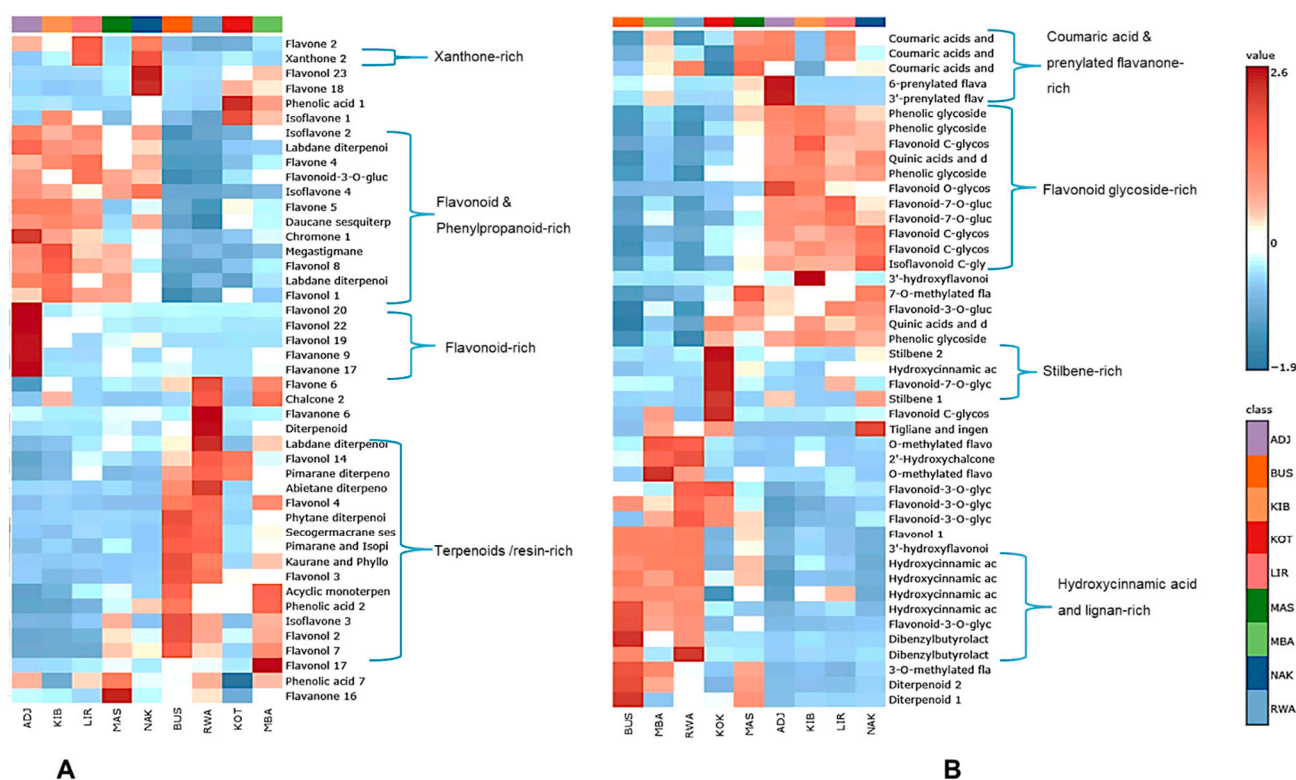 Flavone 2
Xanthone 2
Flavonol 23
Flavone 18
Phenolic acid 1
Isoflavone 1
Isoflavone 2
Labdane diterpenoi
Flavone 4
Flavonoid-3-O-gluc
Isoflavone 4
Flavone 5
Daucane sesquiterp
Chromone 1
Megastigmane
Flavonol 8
Labdane diterpenoi
Flavonol 1
Flavonol 20
Flavonol 22
Flavonol 19
Flavanone 9
Flavanone 17
Flavone 6
Chalcone 2
Flavanone 6
Diterpenoid
Labdane diterpenoi
Flavonol 14
Pimarane diterpeno
Abietane diterpeno
Flavonol 4
Phytane diterpenoi
Secogermacrane ses
Pimarane and Isopi
Kaurane and Phyllo
Flavonol 3
Acyclic monoterpen
Phenolic acid 2
Isoflavone 3
Flavonol 2
Flavonol 7
Flavonol 17
Phenolic acid 7
Flavanone 16
Xanthone-rich
Flavonoid &
Phenylpropanoid-rich
Flavonoid-rich
Terpenoids /resin-rich
ADJ
KIB
LIR
MAS
NAK
BUS
RWA
KOT
MBA
A
Coumaric acids and
Coumaric acids and
Coumaric acids and
6-prenylated flava
3'-prenylated flav
Phenolic glycoside
Phenolic glycoside
Flavonoid C-glycos
Quinic acids and d
Phenolic glycoside
Flavonoid O-glycos
Flavonoid-7-O-gluc
Flavonoid-7-O-gluc
Flavonoid C-glycos
Flavonoid C-glycos
Isoflavonoid C-gly
3'-hydroxyflavonoi
7-O-methylated fla
Flavonoid-3-O-gluc
Quinic acids and d
Phenolic glycoside
Stilbene 2
Hydroxycinnamic ac
Flavonoid-7-O-glyc
Stilbene 1
Flavonoid C-glycos
Tigliane and ingen
O-methylated flavo
2'-Hydroxychalcone
O-methylated flavo
Flavonoid-3-O-glyc
Flavonoid-3-O-glyc
Flavonoid-3-O-glyc
Flavonol 1
3'-hydroxyflavonoi
Hydroxycinnamic ac
Hydroxycinnamic ac
Hydroxycinnamic ac
Hydroxycinnamic ac
Flavonoid-3-O-glyc
Dibenzylbutyrolact
Dibenzylbutyrolact
3-O-methylated fla
Diterpenoid 2
Diterpenoid 1
Coumaric acid &
prenylated flavanone-
rich
Flavonoid glycoside-rich
Stilbene-rich
Hydroxycinnamic acid
and lignan-rich
BUS
MBA
RWA
KOK
MAS
ADJ
KIB
LIR
NAK
B
value
2.6
0
−1.9
class
ADJ
BUS
KIB
KOT
LIR
MAS
MBA
NAK
RWA